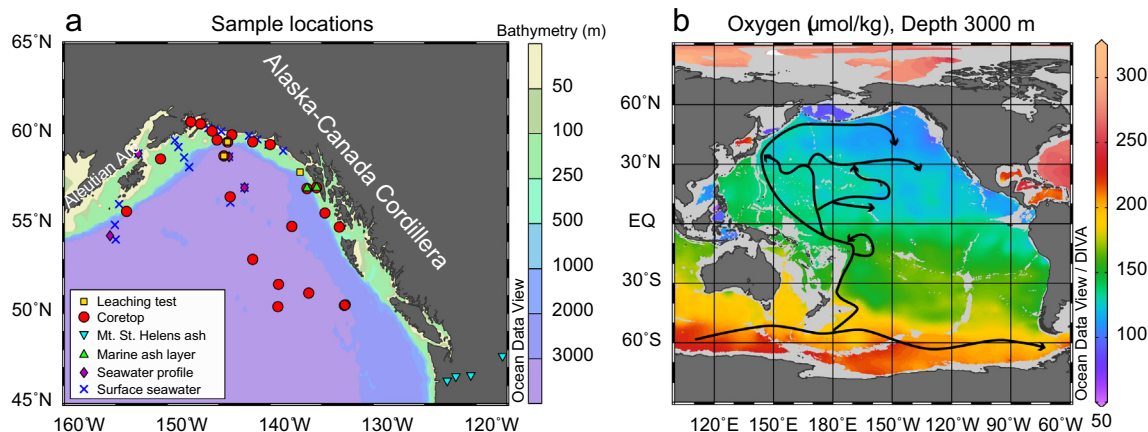 a
Sample locations
Bathymetry (m)
65°N
60°N
55°N
50°N
45°N
160°W
150°W
140°W
130°W
120°W
Alaska-Canada Cordillera
Aleutian Arc
Leaching test
Coretop
Mt. St. Helens ash
Marine ash layer
Seawater profile
Surface seawater
50
100
250
500
1000
2000
3000
Ocean Data View
b
Oxygen (μmol/kg), Depth 3000 m
60°N
30°N
EQ
30°S
60°S
120°E
150°E
180°E
150°W
120°W
90°W
60°W
Ocean Data View / DIVA
300
250
200
150
100
50